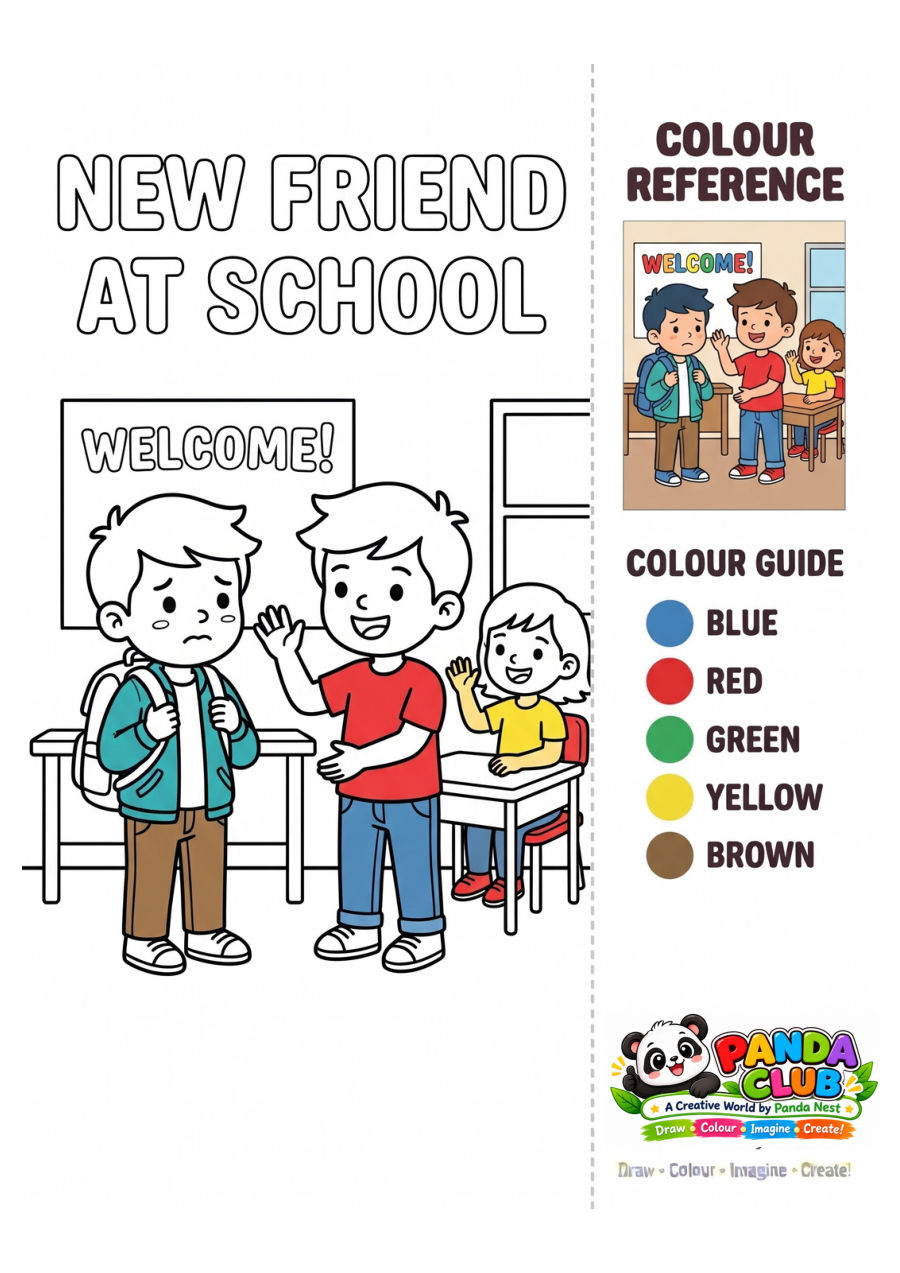 NEW FRIEND
AT SCHOOL
WELCOME!
COLOUR
REFERENCE
WELCOME!
COLOUR GUIDE
BLUE
RED
GREEN
YELLOW
BROWN
PANDA
CLUB
A Creative World by Panda Nest
Draw • Colour • Imagine • Create!
Draw • Colour • Imagine • Create!